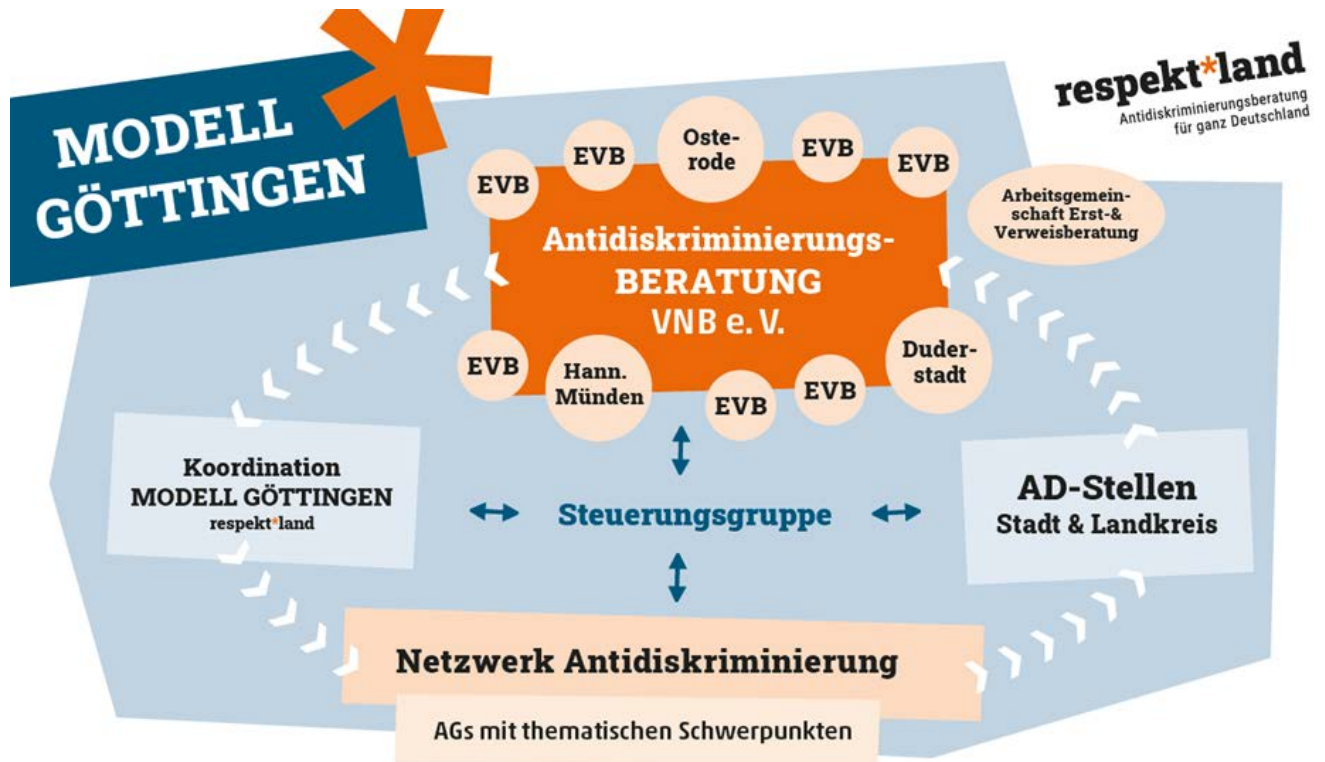 MODELL
GÖTTINGEN
respekt*land
Antidiskriminierungsberatung
für ganz Deutschland
EVB
EVB
Oste-
rode
EVB
EVB
Arbeitsgemein-
schaft Erst-&
Verweisberatung
Antidiskriminierungs-
BERATUNG
VNB e. V.
EVB
Hann.
Münden
EVB
EVB
Duder-
stadt
Koordination
MODELL GÖTTINGEN
respekt*land
Steuerungsgruppe
AD-Stellen
Stadt & Landkreis
Netzwerk Antidiskriminierung
AGs mit thematischen Schwerpunkten